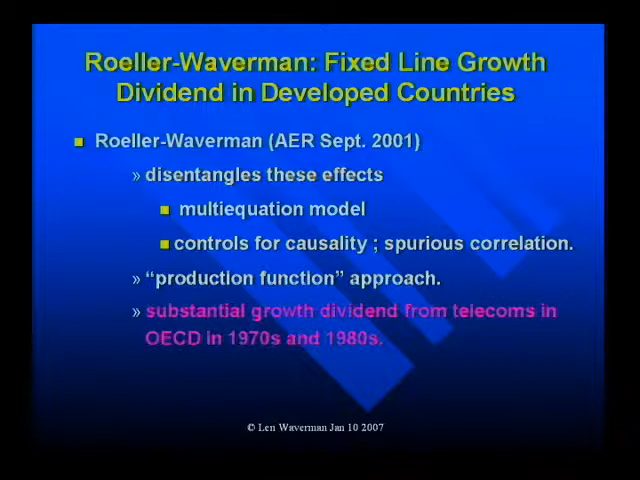 Roeller-Waverman: Fixed Line Growth
Dividend in Developed Countries
Roeller-Waverman (AER Sept. 2001)
» disentangles these effects
multiequation model
controls for causality ; spurious correlation.
» “production function” approach.
» substantial growth dividend from telecoms in
OECD in 1970s and 1980s.
© Len Waverman Jan 10 2007